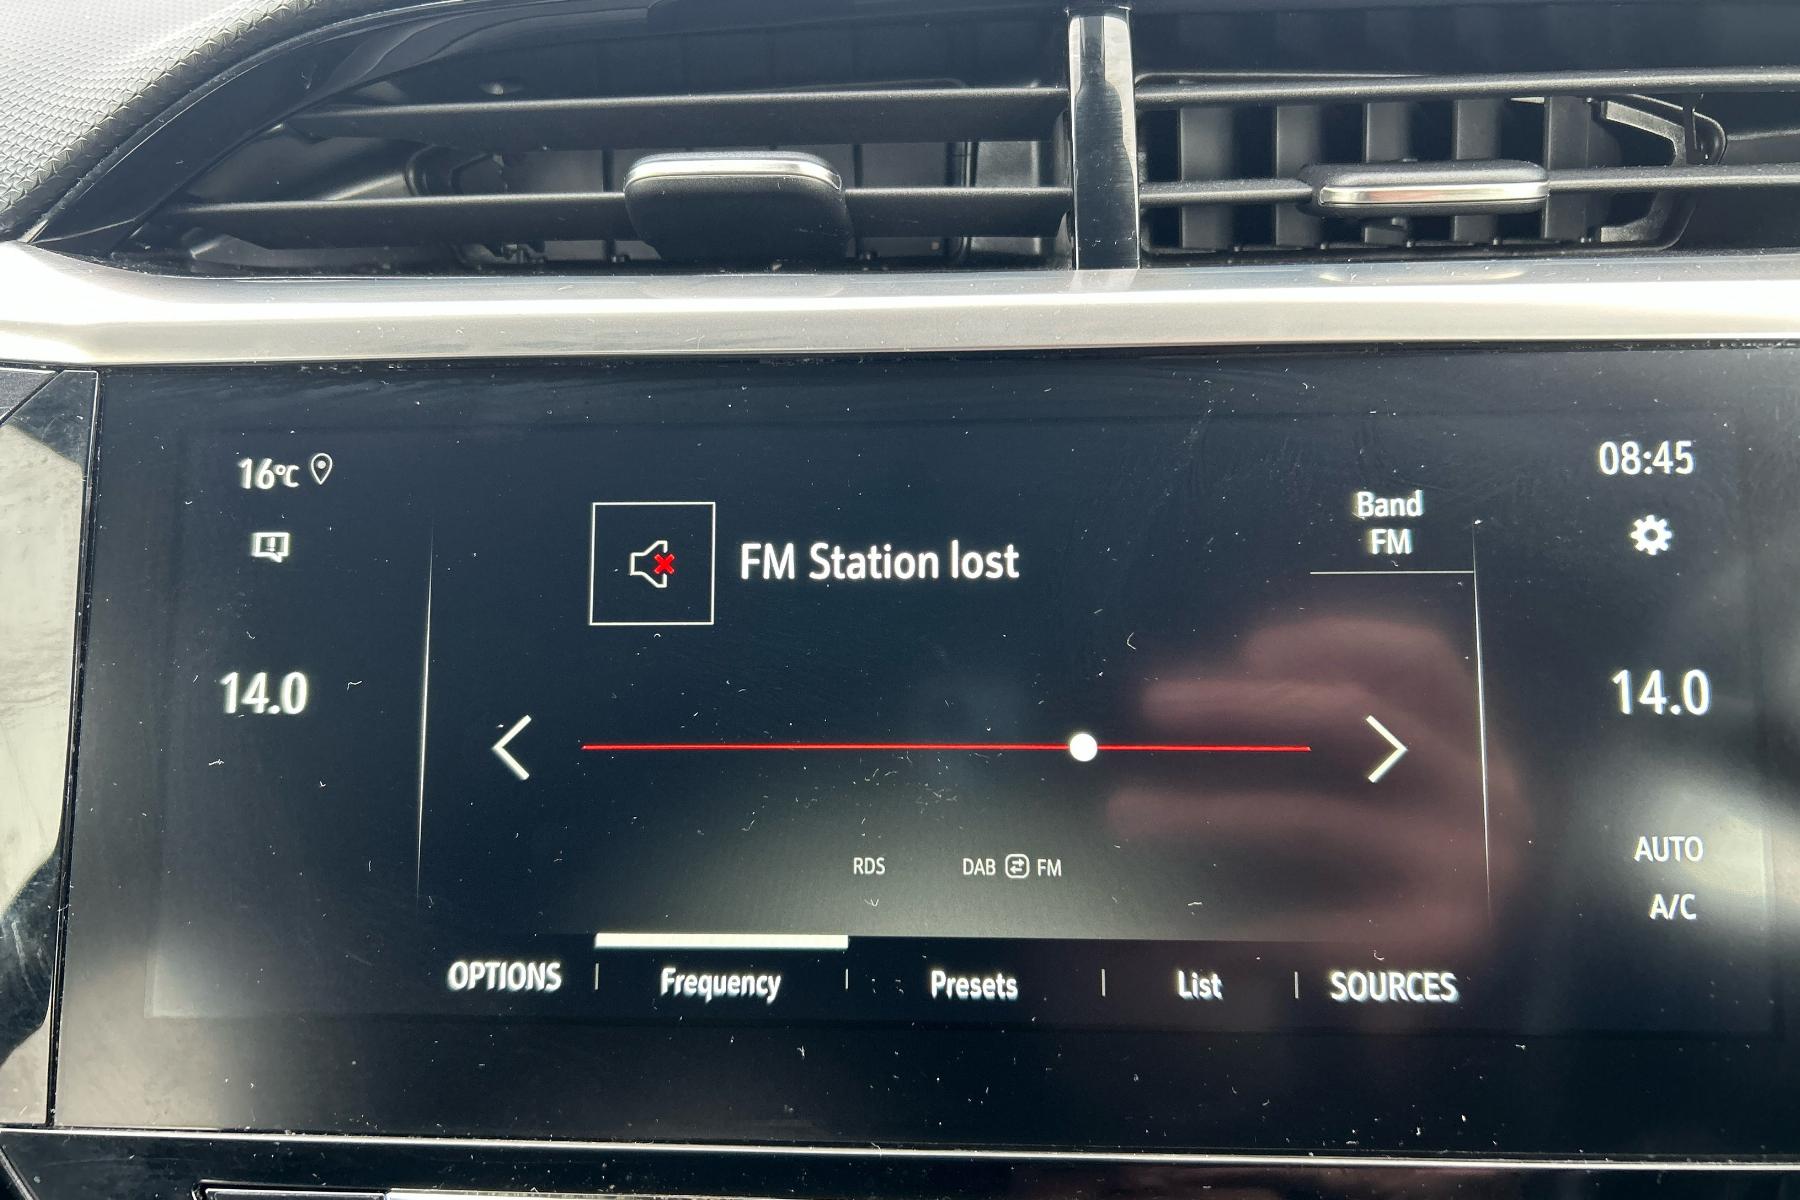 16°C
08:45
Band
FM
FM Station lost
14.0
14.0
RDS
DAB FM
AUTO
A/C
OPTIONS
Frequency
Presets
List
SOURCES